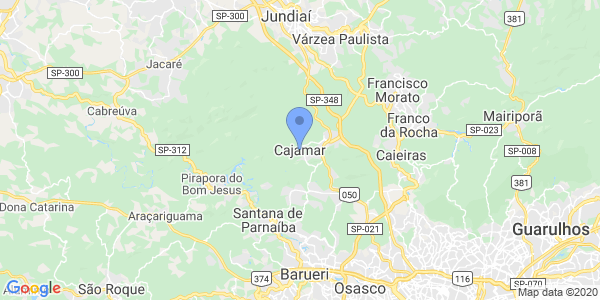 SP-300
Jundiaí
381
Várzea Paulista
Jacaré
SP-300
Francisco
Morato
SP-348
Cabreúva
Franco
da Rocha
Mairiporã
SP-023
SP-312
Cajamar
Caieiras
SP-008
Pirapora do
Bom Jesus
381
050
Dona Catarina
Araçariguama
Santana de
Parnaíba
SP-021
Guarulhos
Barueri
374
116
SP-070
Google
São Roque
Osasco
Map data ©2020